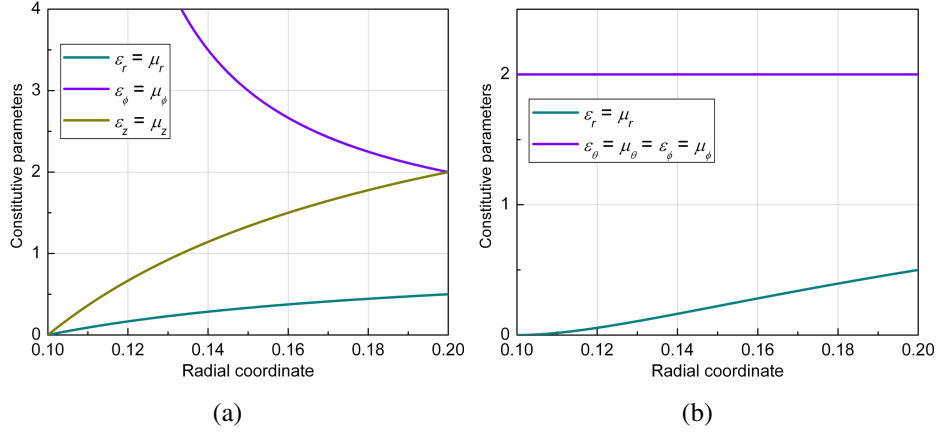 4
3
2
1
0
0.10 0.12 0.14 0.16 0.18 0.20
Constitutive parameters
Radial coordinate
εr = μr
εϕ = μϕ
εz = μz
(a)
2
1
0
0.10 0.12 0.14 0.16 0.18 0.20
Constitutive parameters
Radial coordinate
εr = μr
εθ = μθ = εϕ = μϕ
(b)